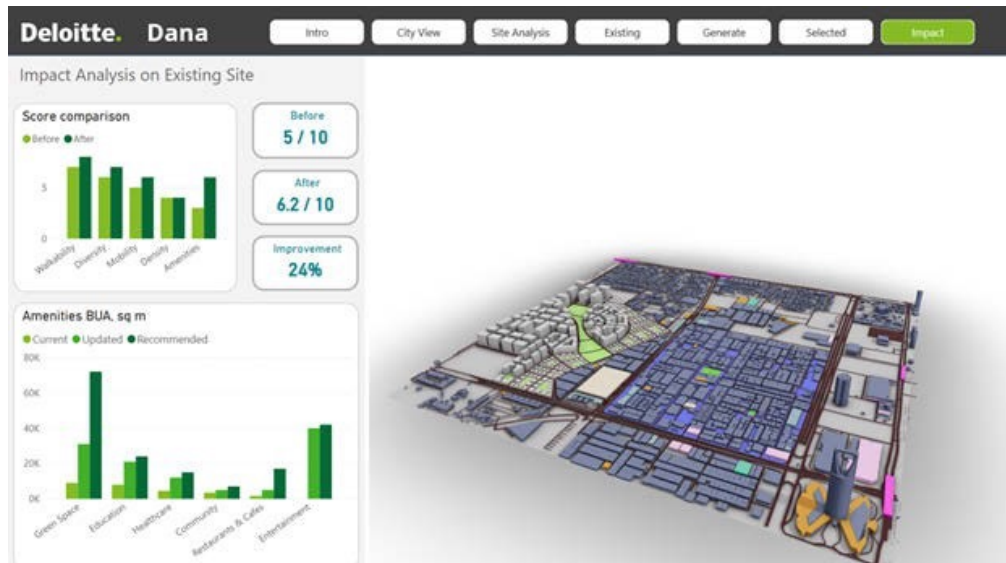 Deloitte. Dana
Intro
City View
Site Analysis
Existing
Generate
Selected
Impact
Impact Analysis on Existing Site
Score comparison
Before After
5
0
Walkability
Diversity
Mobility
Density
Amenities
Before
5 / 10
After
6.2 / 10
Improvement
24%
Amenities BUA, sq m
Current Updated Recommended
80K
60K
40K
20K
0K
Green Space
Education
Healthcare
Community
Restaurants & Cafes
Entertainment